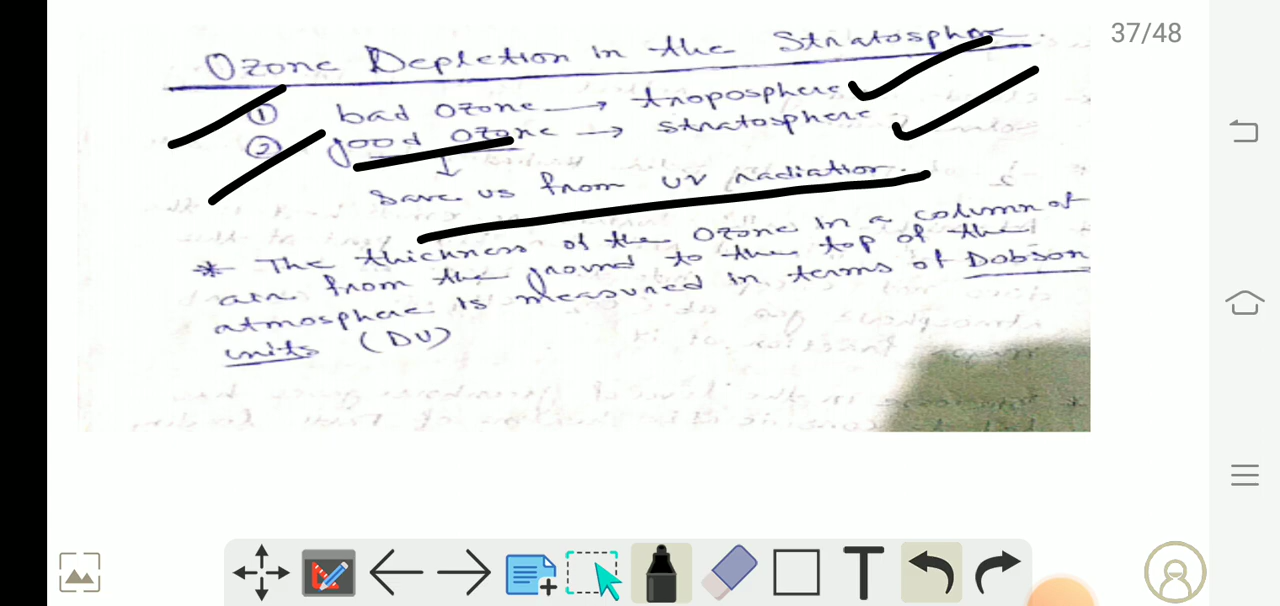 37/48
Ozone Depletion in the Stratosphere.
① bad ozone → troposphere
② good ozone → stratosphere
↓
Save us from UV radiation.
* The thickness of the ozone in a column of
air from the ground to the top of the
atmosphere is measured in terms of Dobson
units (DU)
T